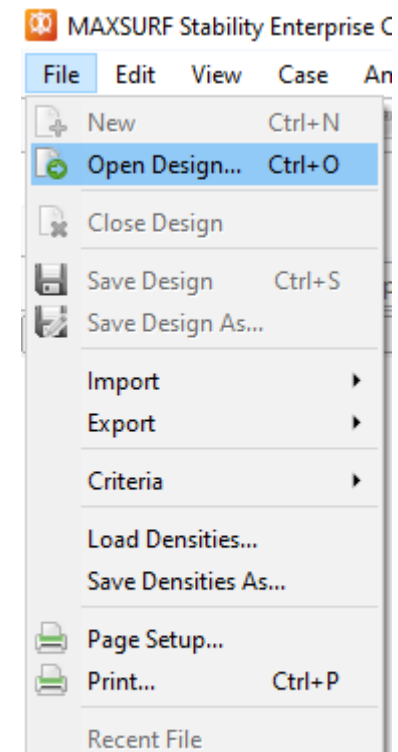 MAXSURF Stability Enterprise C
File Edit View Case An
New Ctrl+N
Open Design... Ctrl+O
Close Design
Save Design Ctrl+S
Save Design As...
Import
Export
Criteria
Load Densities...
Save Densities As...
Page Setup...
Print... Ctrl+P
Recent File